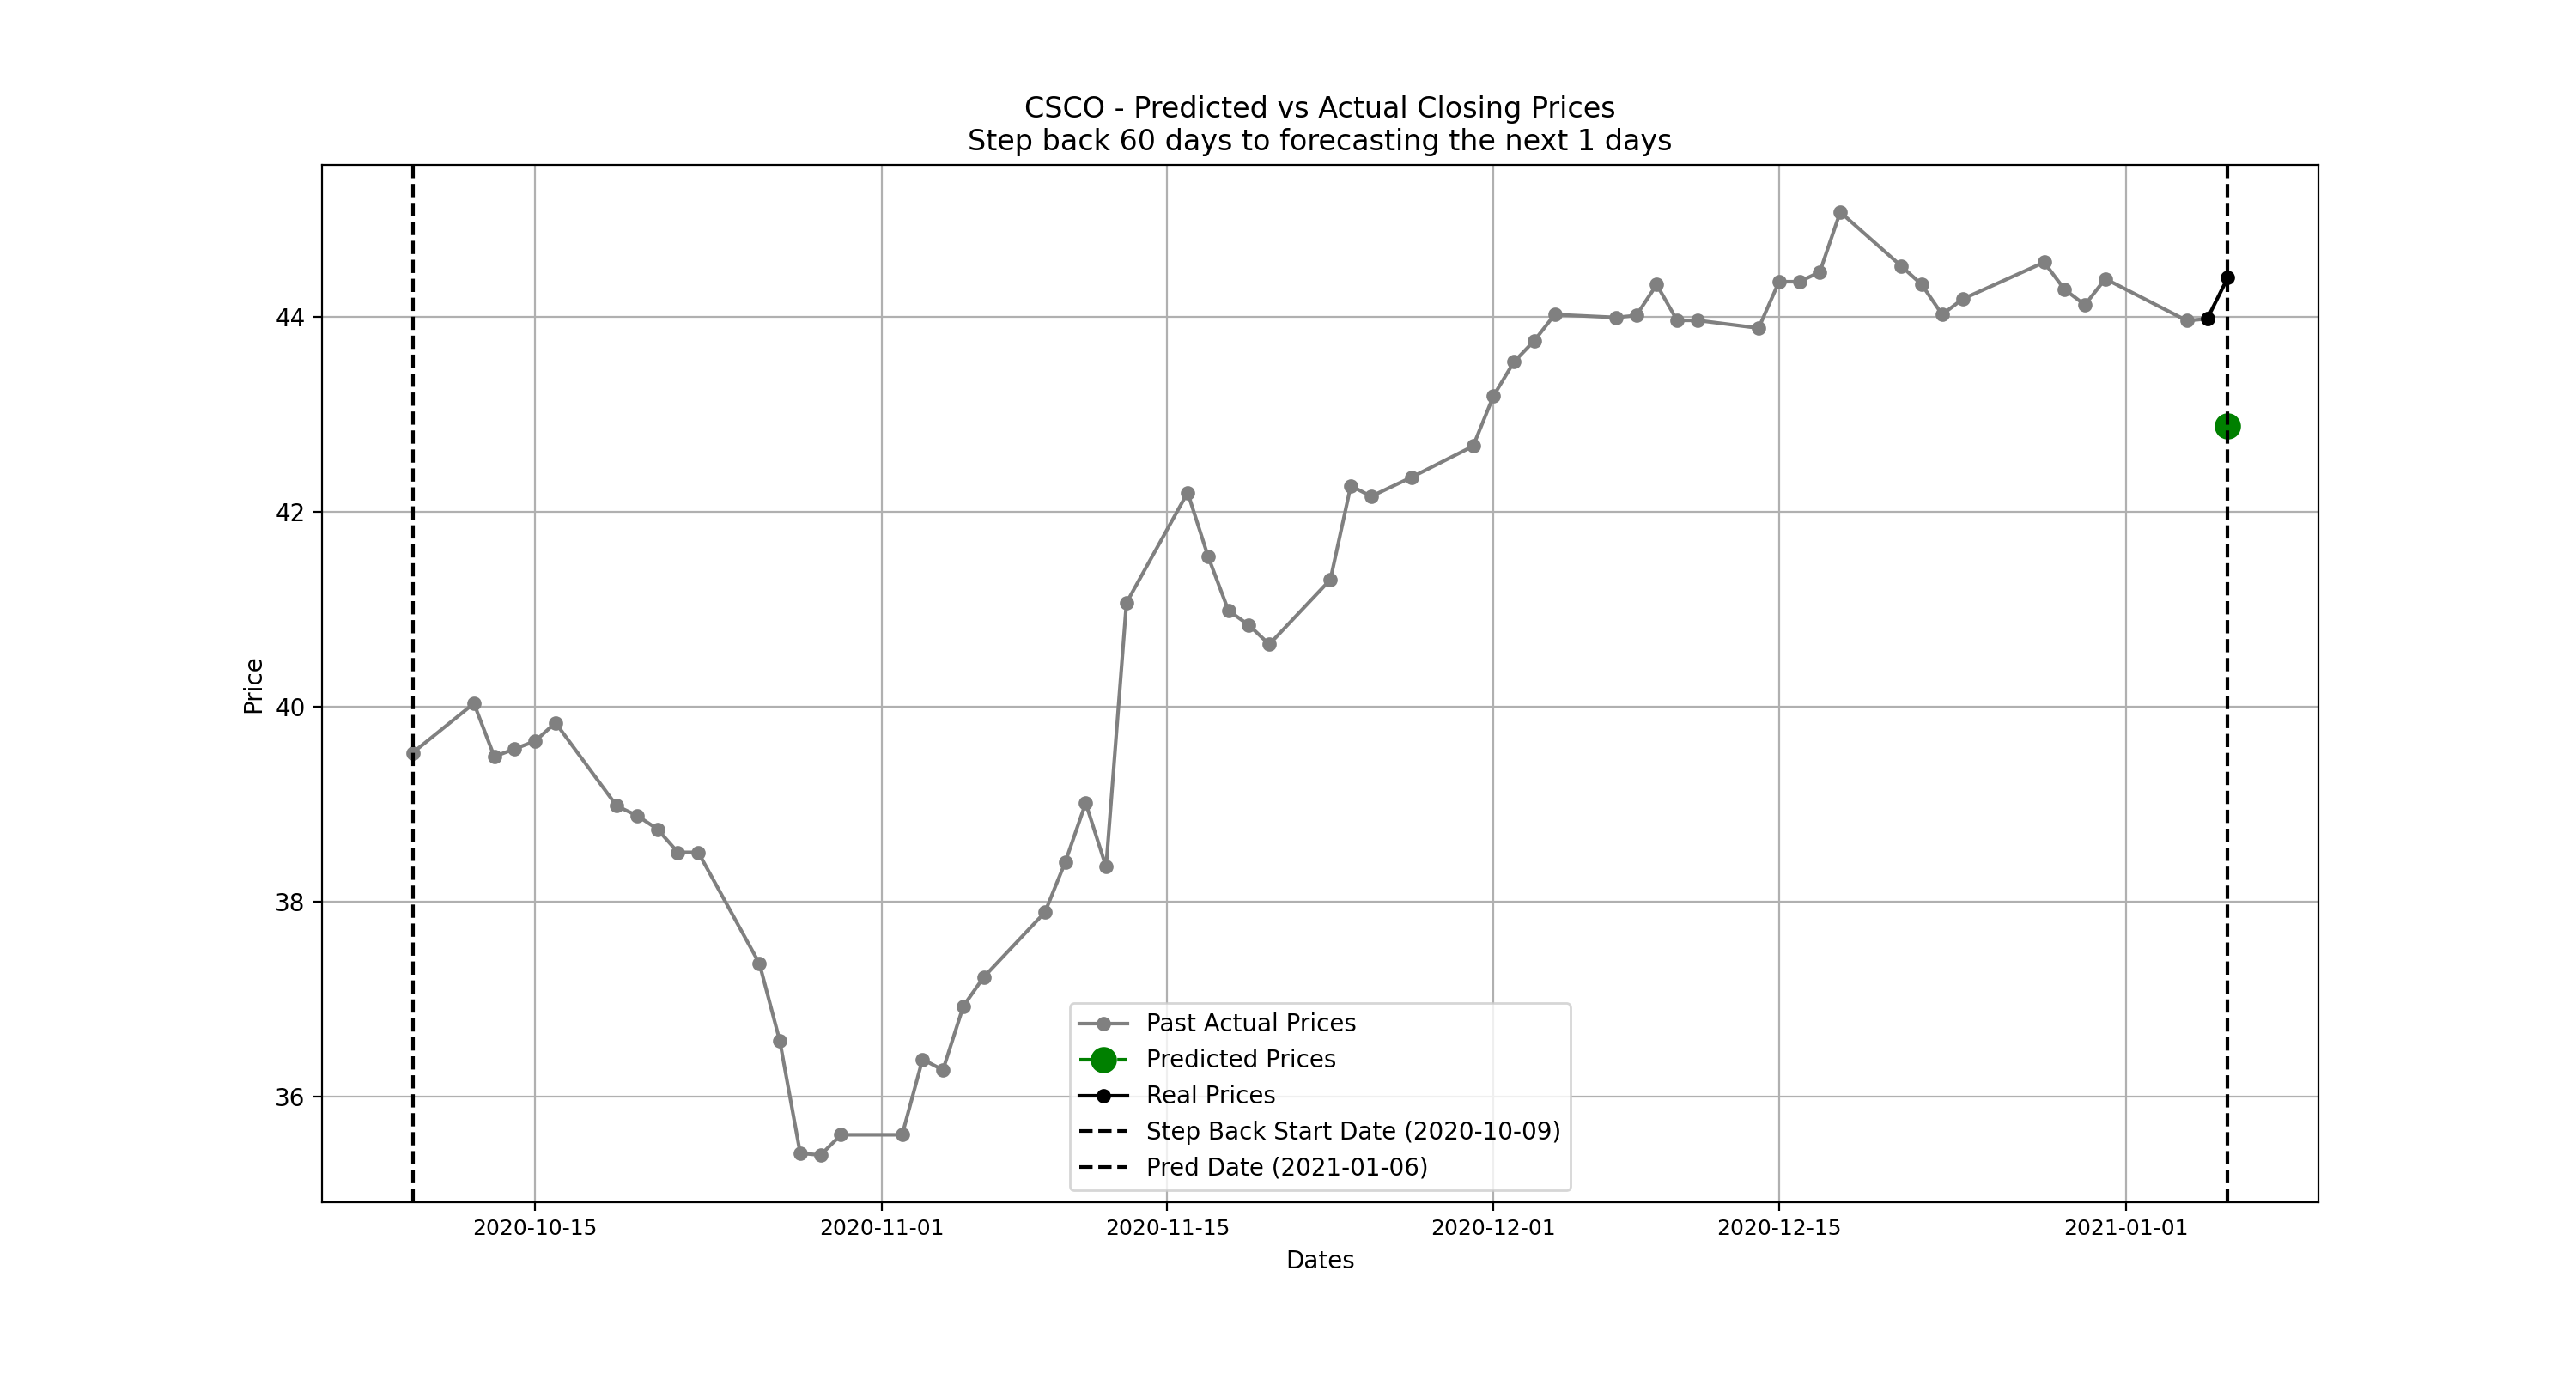 CSCO - Predicted vs Actual Closing Prices
Step back 60 days to forecasting the next 1 days
Price
44
42
40
38
36
Past Actual Prices
Predicted Prices
Real Prices
Step Back Start Date (2020-10-09)
Pred Date (2021-01-06)
2020-10-15
2020-11-01
2020-11-15
2020-12-01
2020-12-15
2021-01-01
Dates